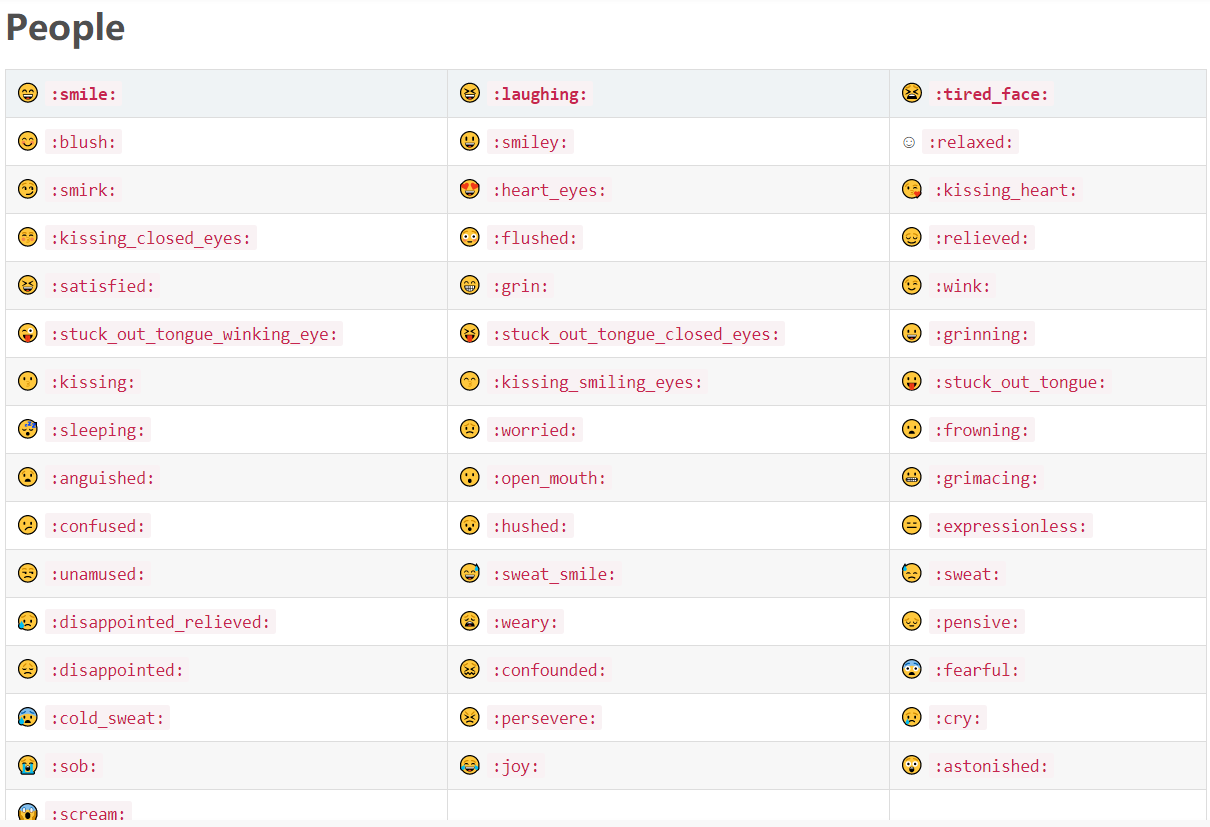 People
😄 :smile: 😆 :laughing: 😫 :tired_face:
😊 :blush: 😃 :smiley: ☺ :relaxed:
😏 :smirk: 😍 :heart_eyes: 😘 :kissing_heart:
😚 :kissing_closed_eyes: 😳 :flushed: 😌 :relieved:
😆 :satisfied: 😁 :grin: 😉 :wink:
😜 :stuck_out_tongue_winking_eye: 😝 :stuck_out_tongue_closed_eyes: 😀 :grinning:
😗 :kissing: 😙 :kissing_smiling_eyes: 😛 :stuck_out_tongue:
😴 :sleeping: 😟 :worried: 😦 :frowning:
😧 :anguished: 😮 :open_mouth: 😬 :grimacing:
😕 :confused: 😯 :hushed: 😑 :expressionless:
😒 :unamused: 😅 :sweat_smile: 😓 :sweat:
😥 :disappointed_relieved: 😩 :weary: 😔 :pensive:
😞 :disappointed: 😖 :confounded: 😨 :fearful:
😰 :cold_sweat: 😣 :persevere: 😢 :cry:
😭 :sob: 😂 :joy: 😲 :astonished:
😱 :scream: